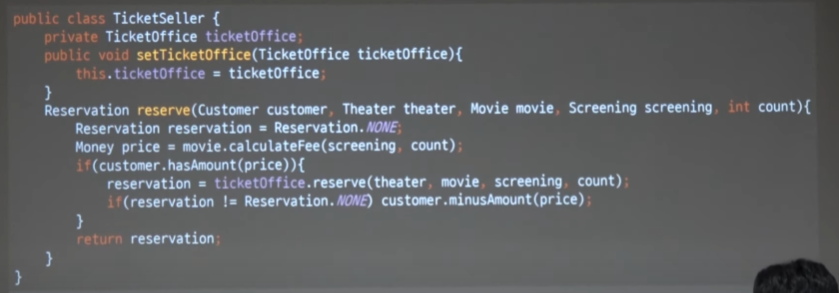 public class TicketSeller {
private TicketOffice ticketOffice;
public void setTicketOffice(TicketOffice ticketOffice){
this.ticketOffice = ticketOffice;
}
Reservation reserve(Customer customer, Theater theater, Movie movie, Screening screening, int count){
Reservation reservation = Reservation.NONE;
Money price = movie.calculateFee(screening, count);
if(customer.hasAmount(price)){
reservation = ticketOffice.reserve(theater, movie, screening, count);
if(reservation != Reservation.NONE) customer.minusAmount(price);
}
return reservation;
}
}